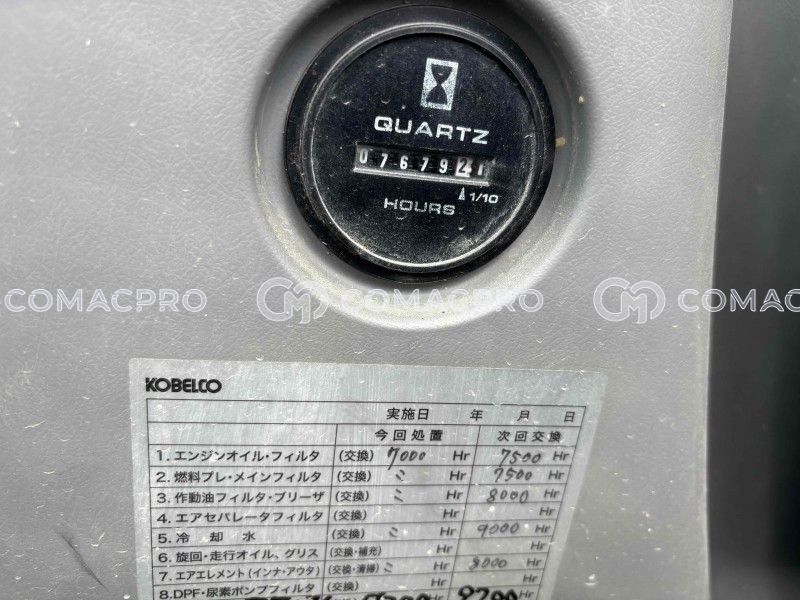 QUARTZ
0 7 6 7 9 2
1/10
HOURS
COMACPRO COMACPRO COMACPRO
KOBELCO
実施日 年 月 日
今回処置 次回交換
1. エンジンオイル・フィルタ (交換) 7000 Hr 7500 Hr
2. 燃料プレ・メインフィルタ (交換) 〃 Hr 7500 Hr
3. 作動油フィルタ・ブリーザ (交換) 〃 Hr 8000 Hr
4. エアセパレータフィルタ (交換) Hr Hr
5. 冷却水 (交換) 〃 Hr 9000 Hr
6. 旋回・走行オイル、グリス (交換・補充) Hr Hr
7. エアエレメント (インナ・アウタ) (交換・清掃) 〃 Hr 8000 Hr
8. DPF・尿素ポンプフィルタ (交換) Hr Hr